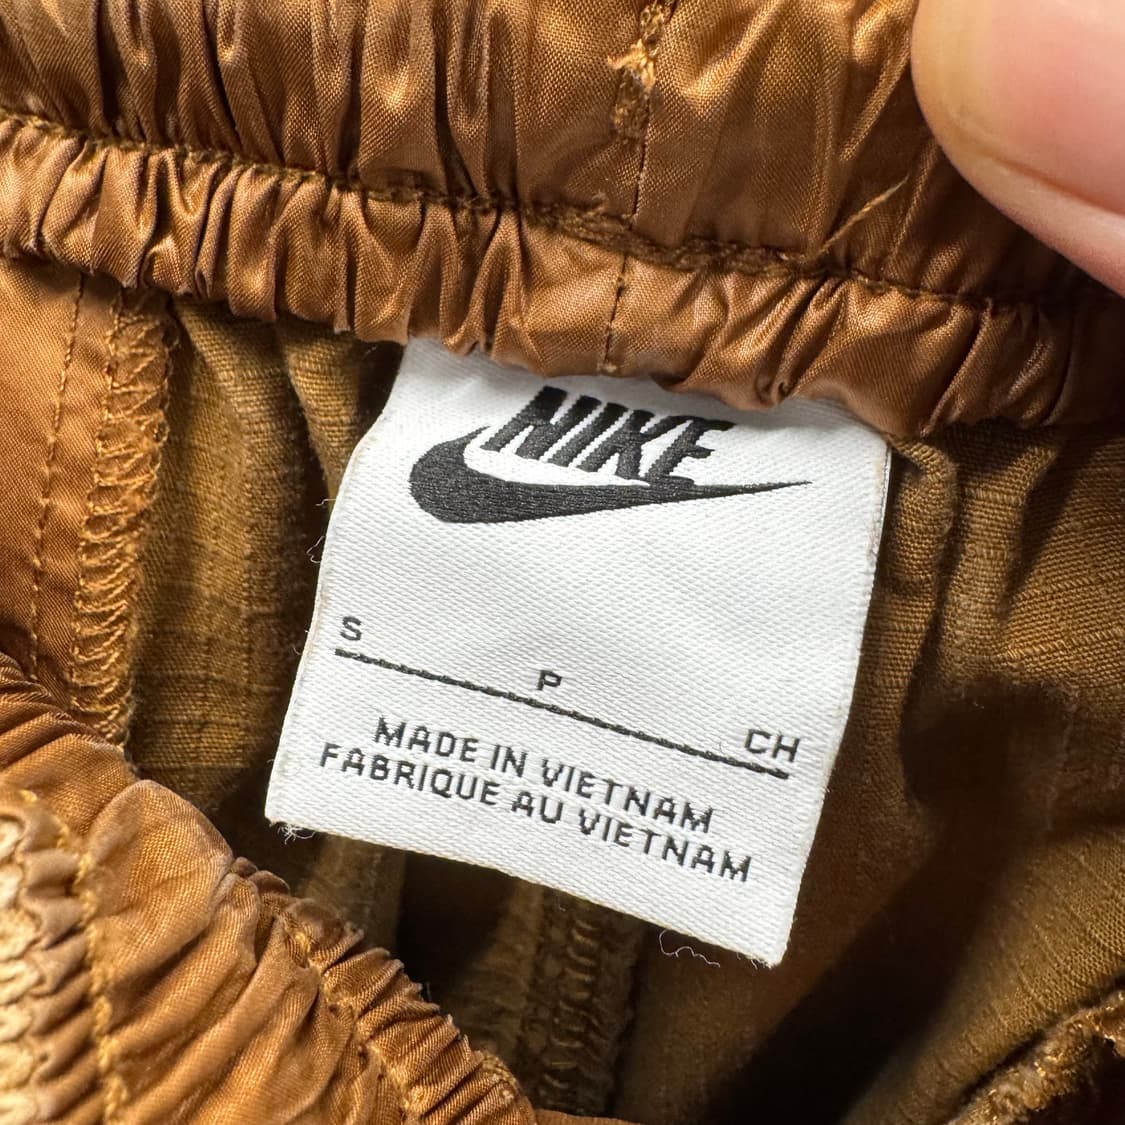 NIKE
S
P
CH
MADE IN VIETNAM
FABRIQUE AU VIETNAM